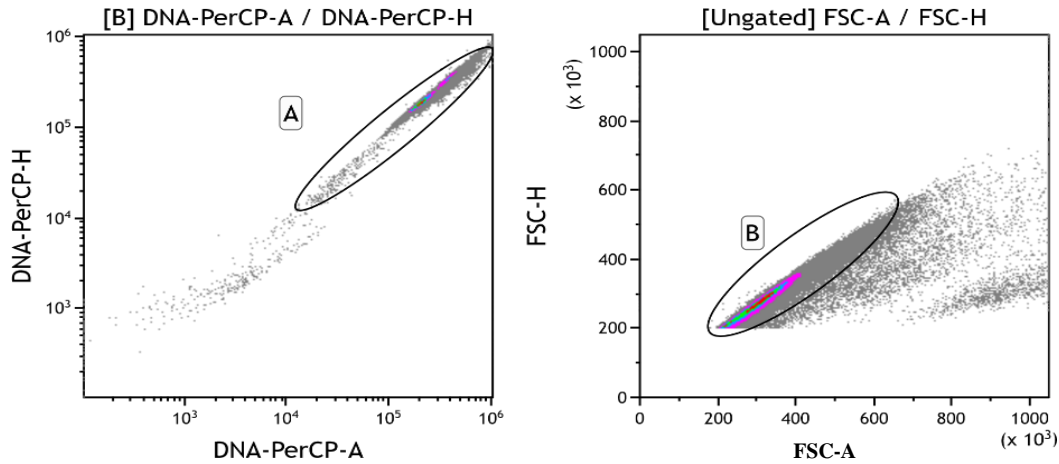 [B] DNA-PerCP-A / DNA-PerCP-H
10⁶
10⁵
10⁴
10³
DNA-PerCP-H
A
10³ 10⁴ 10⁵ 10⁶
DNA-PerCP-A
[Ungated] FSC-A / FSC-H
1000
(x 10³)
800
600
400
200
0
FSC-H
B
0 200 400 600 800 1000
(x 10³)
FSC-A